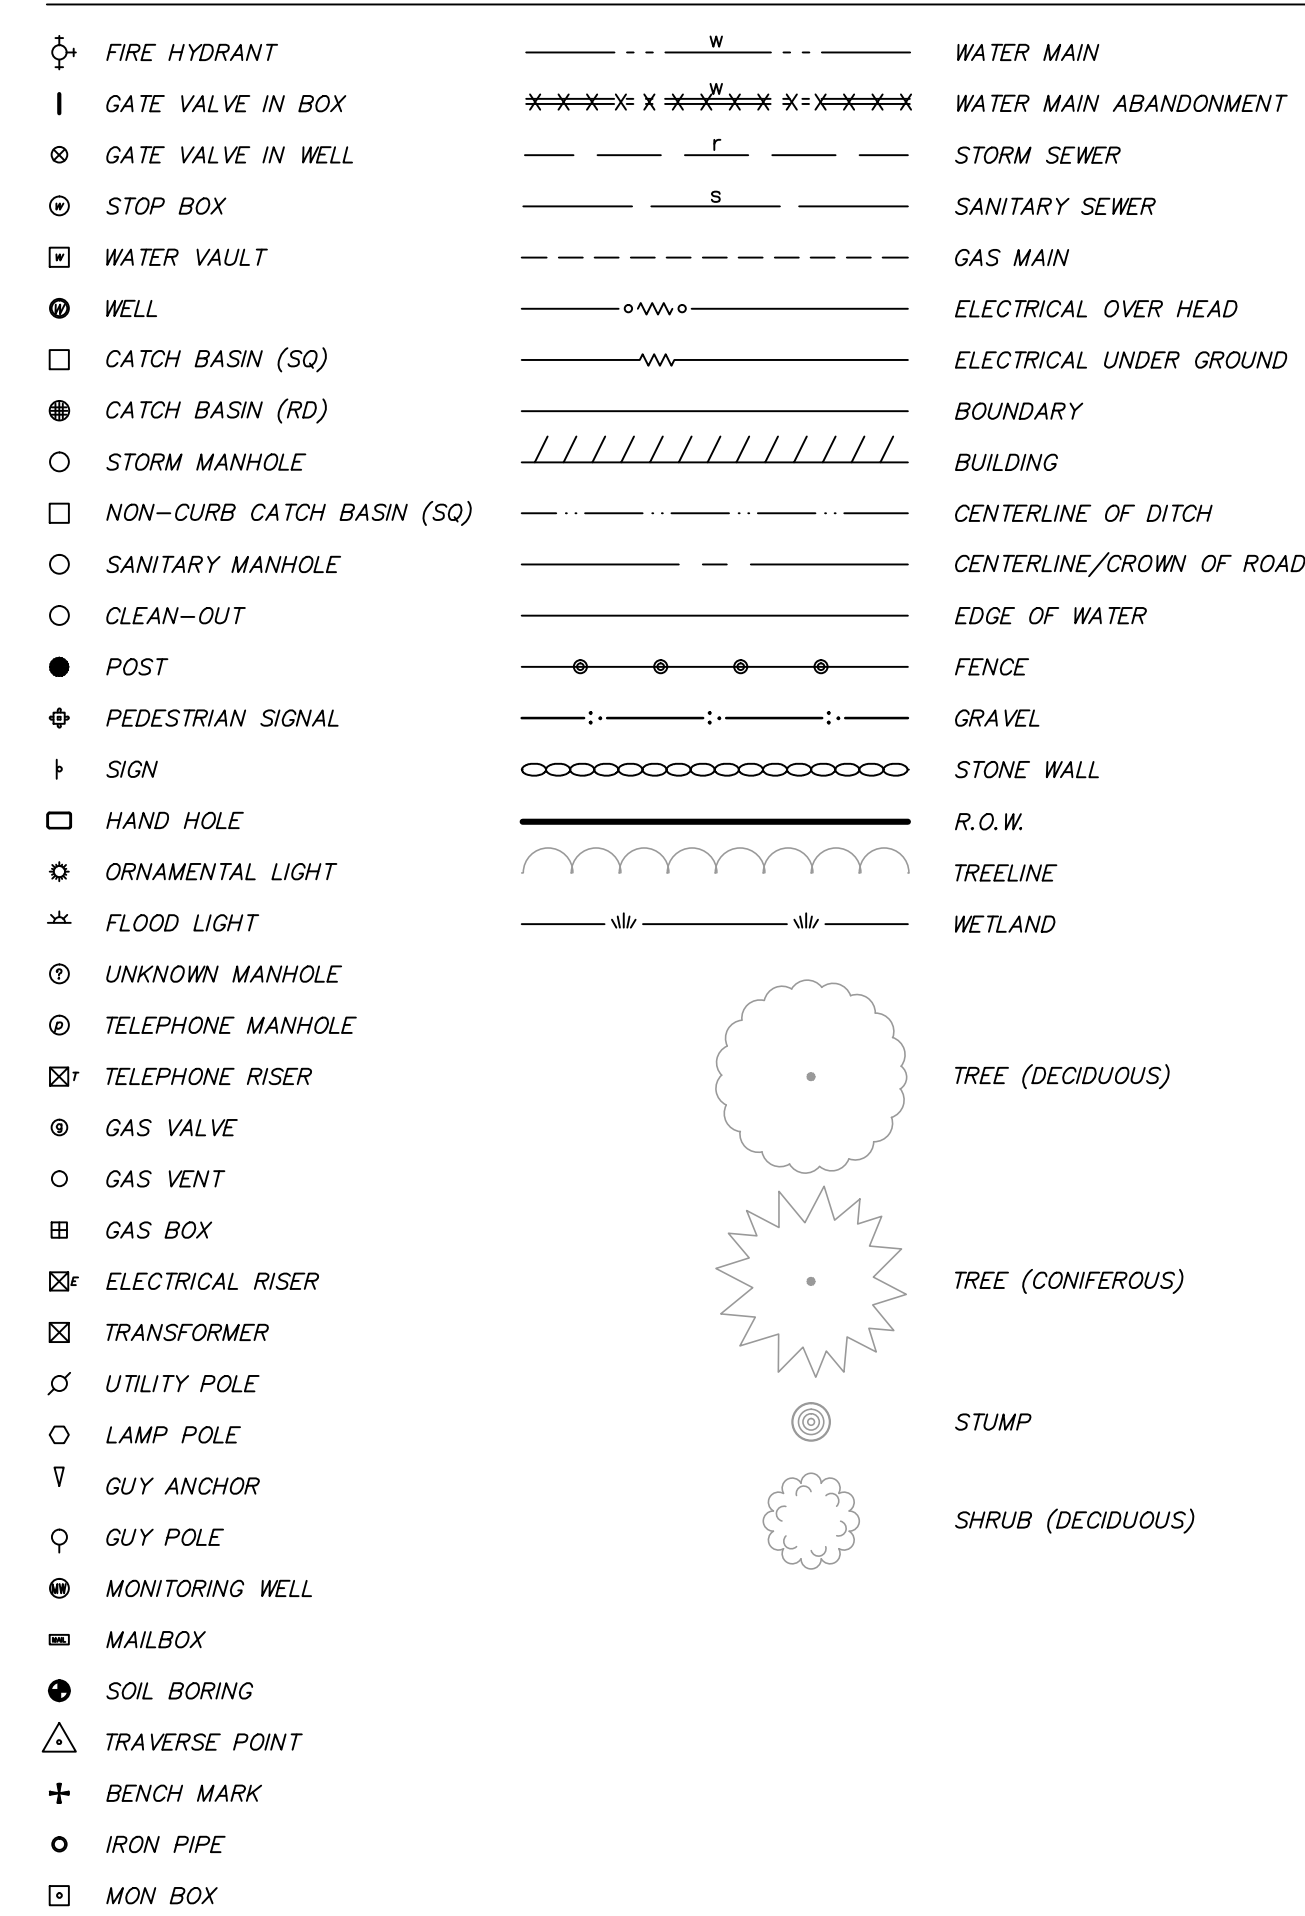 FIRE HYDRANT
GATE VALVE IN BOX
GATE VALVE IN WELL
w STOP BOX
w WATER VAULT
W WELL
CATCH BASIN (SQ)
CATCH BASIN (RD)
STORM MANHOLE
NON-CURB CATCH BASIN (SQ)
SANITARY MANHOLE
CLEAN-OUT
POST
PEDESTRIAN SIGNAL
SIGN
HAND HOLE
ORNAMENTAL LIGHT
FLOOD LIGHT
? UNKNOWN MANHOLE
p TELEPHONE MANHOLE
T TELEPHONE RISER
g GAS VALVE
GAS VENT
GAS BOX
E ELECTRICAL RISER
TRANSFORMER
UTILITY POLE
LAMP POLE
GUY ANCHOR
GUY POLE
MW MONITORING WELL
MAIL MAILBOX
SOIL BORING
TRAVERSE POINT
BENCH MARK
IRON PIPE
MON BOX
w WATER MAIN
w WATER MAIN ABANDONMENT
r STORM SEWER
s SANITARY SEWER
GAS MAIN
ELECTRICAL OVER HEAD
ELECTRICAL UNDER GROUND
BOUNDARY
BUILDING
CENTERLINE OF DITCH
CENTERLINE/CROWN OF ROAD
EDGE OF WATER
FENCE
GRAVEL
STONE WALL
R.O.W.
TREELINE
WETLAND
TREE (DECIDUOUS)
TREE (CONIFEROUS)
STUMP
SHRUB (DECIDUOUS)